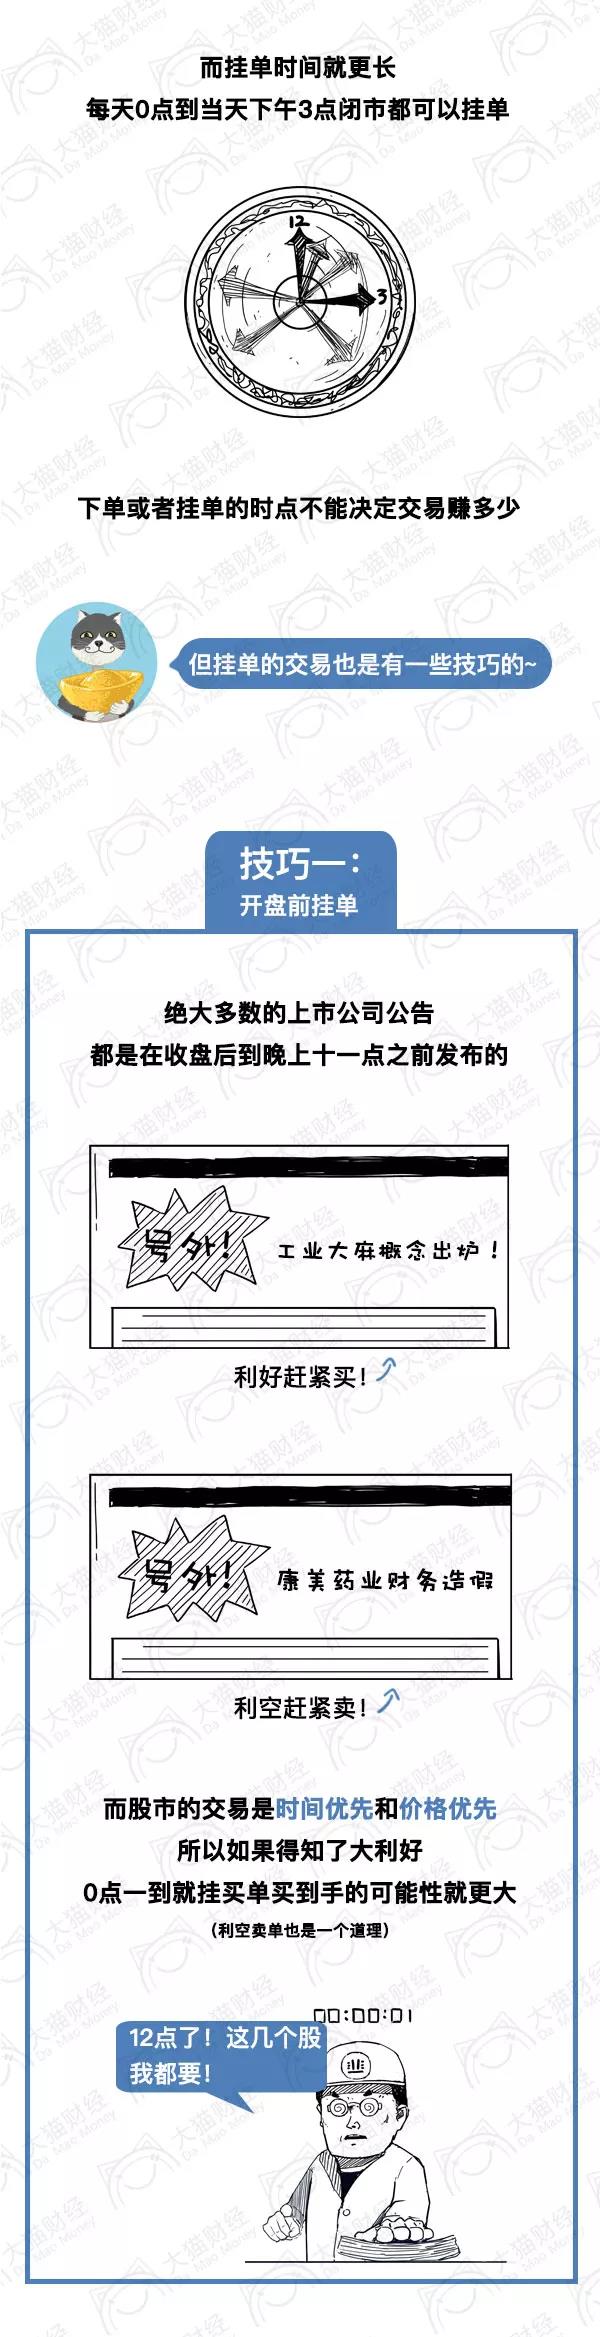 而挂单时间就更长
每天0点到当天下午3点闭市都可以挂单
12
3
下单或者挂单的时点不能决定交易赚多少
但挂单的交易也是有一些技巧的~
技巧一：
开盘前挂单
绝大多数的上市公司公告
都是在收盘后到晚上十一点之前发布的
号外！
工业大麻概念出炉！
利好赶紧买！
号外！
康美药业财务造假
利空赶紧卖！
而股市的交易是时间优先和价格优先
所以如果得知了大利好
0点一到就挂买单买到手的可能性就更大
（利空卖单也是一个道理）
00:00:01
12点了！这几个股
我都要！
韭
大猫财经
Da Mao Money